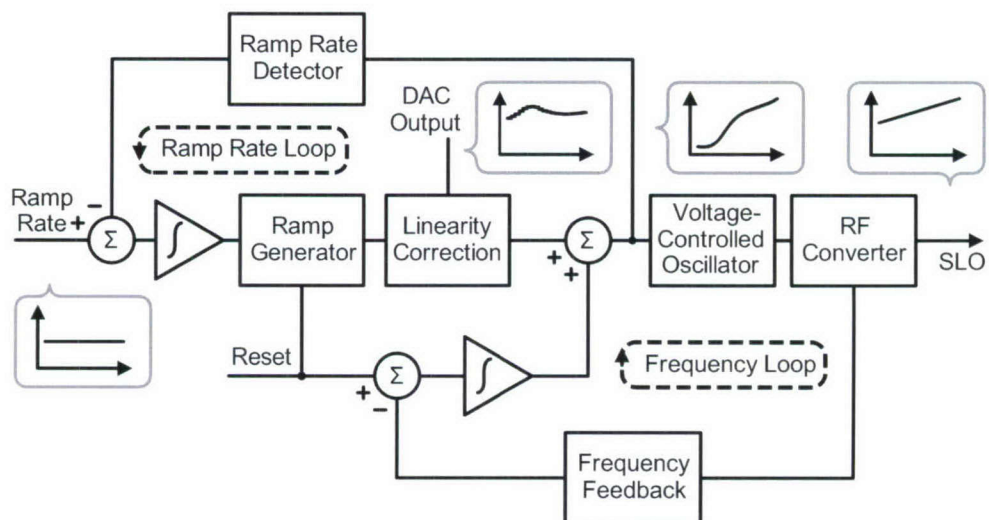 Ramp Rate
Detector
DAC
Output
Ramp Rate Loop
Ramp
Rate
+
−
Σ
∫
Ramp
Generator
Linearity
Correction
Σ
+
+
Voltage-
Controlled
Oscillator
RF
Converter
SLO
Reset
+
−
Σ
∫
Frequency Loop
Frequency
Feedback